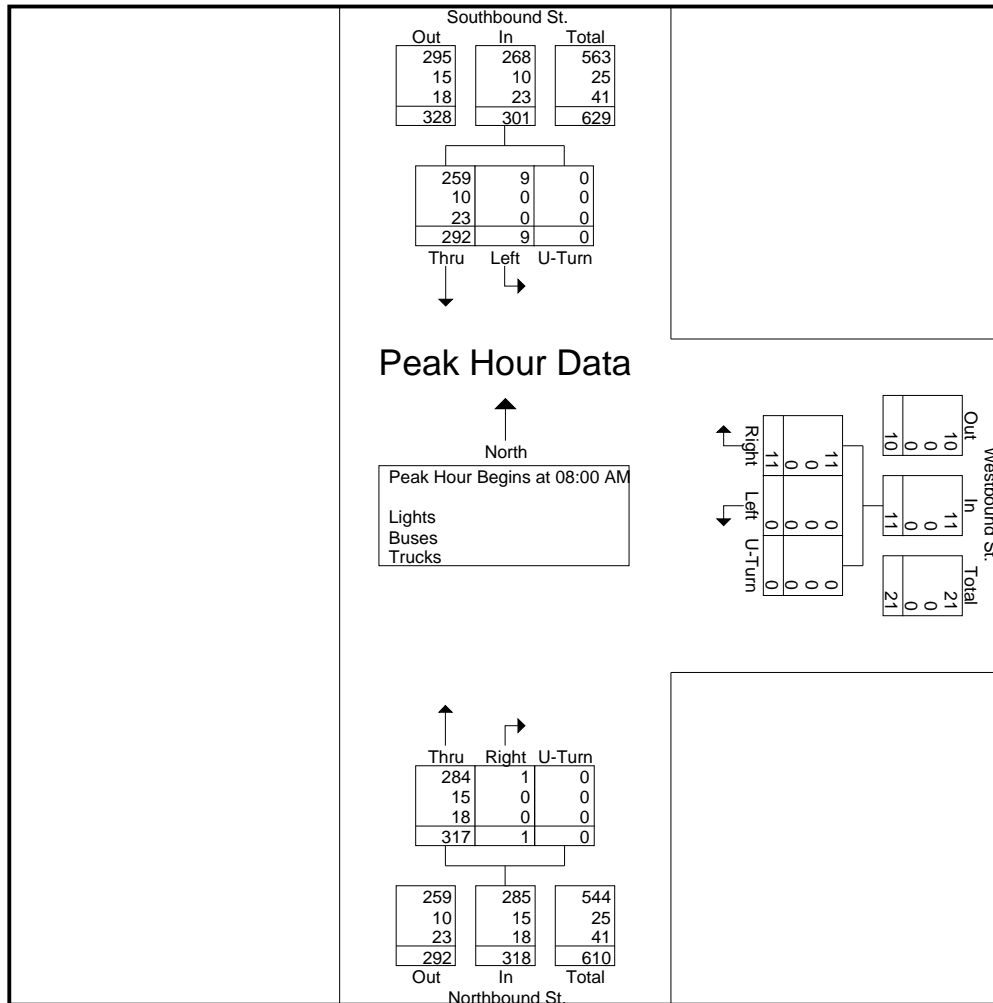 Southbound St.
Out In Total
295 268 563
15 10 25
18 23 41
328 301 629
259 9 0
10 0 0
23 0 0
292 9 0
Thru Left U-Turn
Peak Hour Data
North
Peak Hour Begins at 08:00 AM
Lights
Buses
Trucks
Westbound St.
Out In Total
10 11 21
0 0 0
0 0 0
10 11 21
11 0 0
0 0 0
0 0 0
11 0 0
Right Left U-Turn
Thru Right U-Turn
284 1 0
15 0 0
18 0 0
317 1 0
259 285 544
10 15 25
23 18 41
292 318 610
Out In Total
Northbound St.